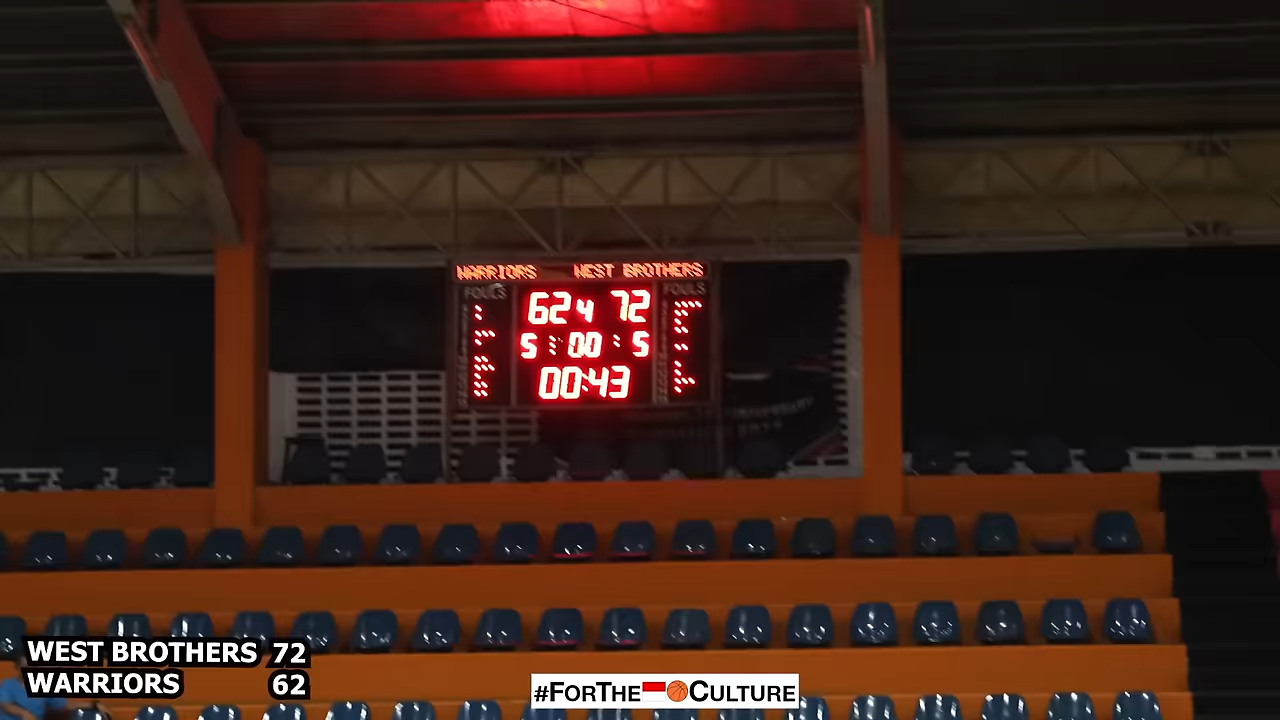 WARRIORS WEST BROTHERS
FOULS FOULS
62 4 72
5 : 00 : 5
00:43
WEST BROTHERS 72
WARRIORS 62
#FORTHE CULTURE